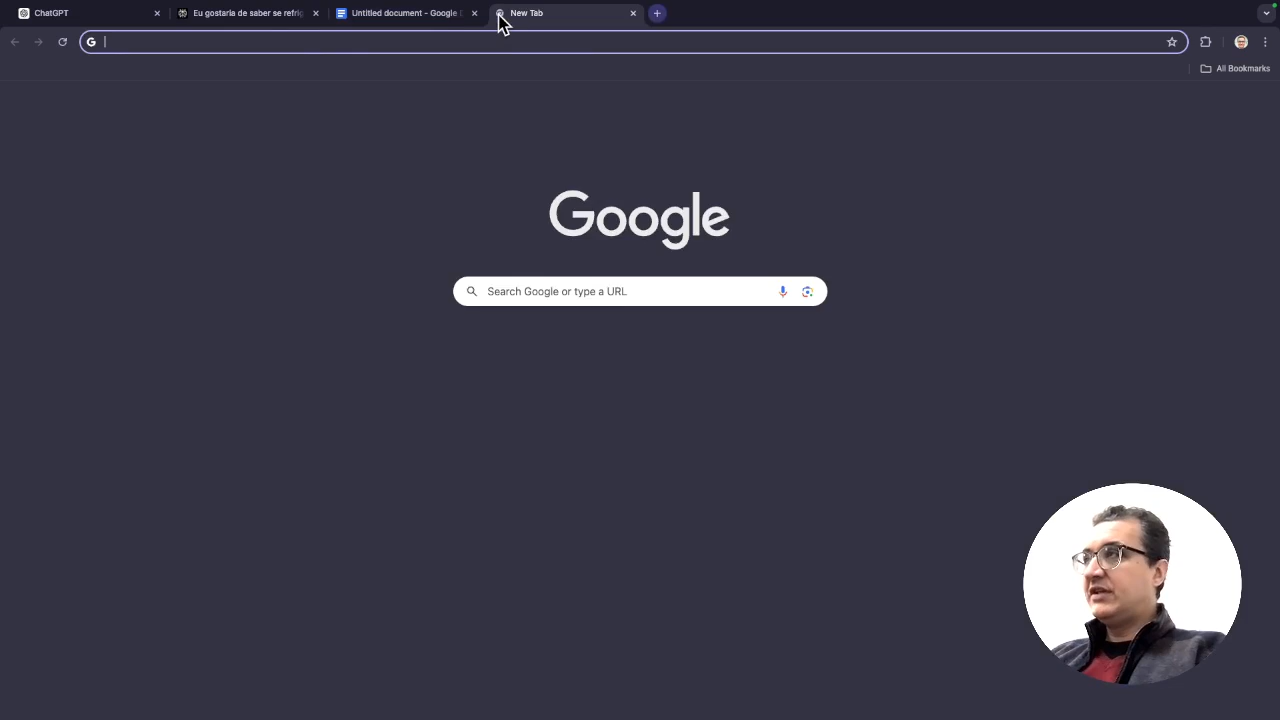 ChatGPT
Eu gostaria de saber se refrig
Untitled document - Google
New Tab
All Bookmarks
Google
Search Google or type a URL